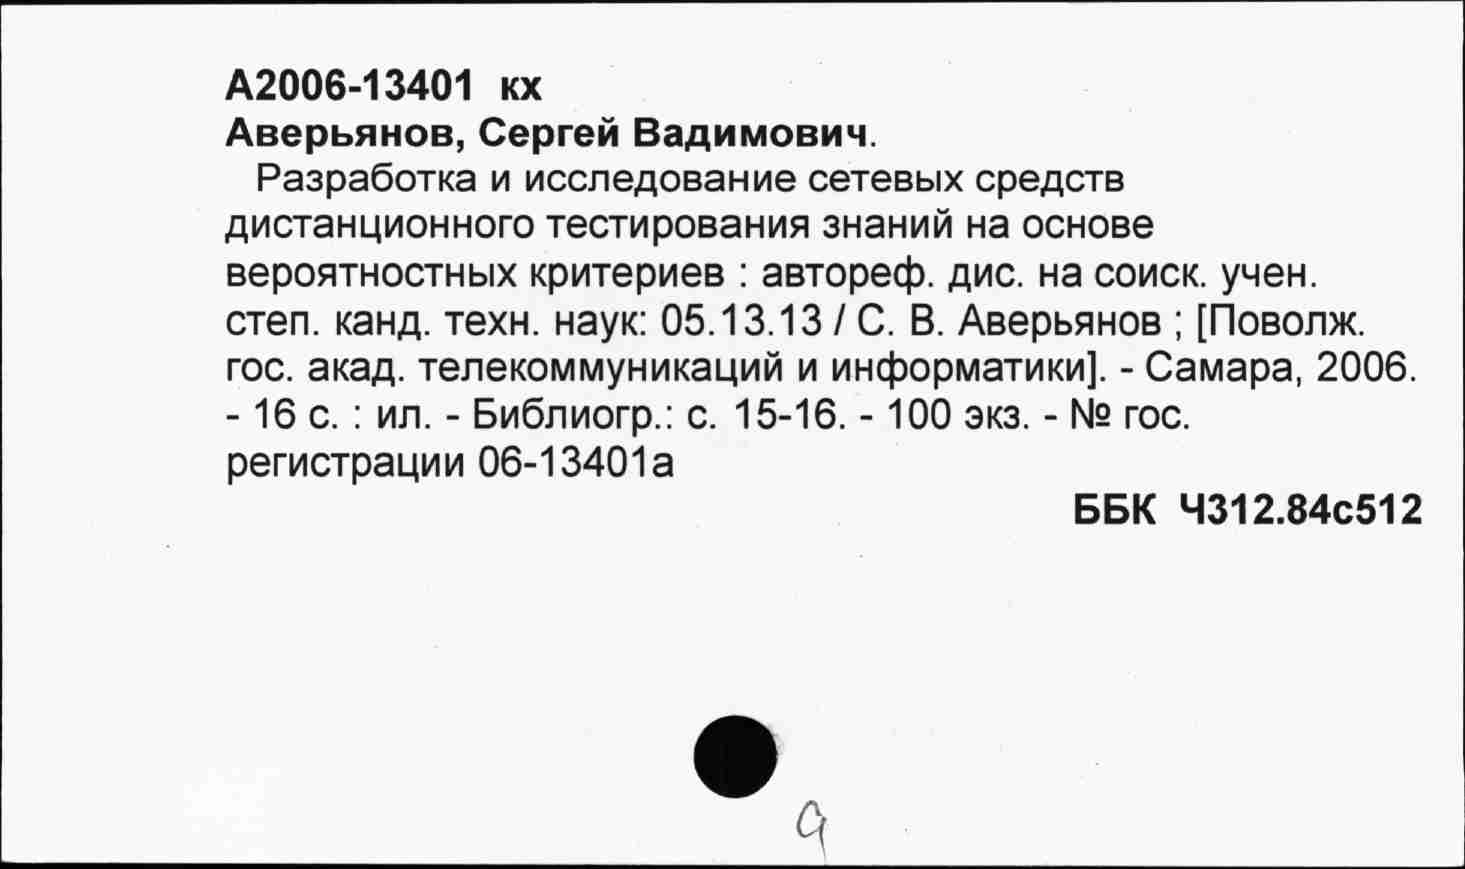 А2006-13401 кх
Аверьянов, Сергей Вадимович.
Разработка и исследование сетевых средств
дистанционного тестирования знаний на основе
вероятностных критериев : автореф. дис. на соиск. учен.
степ. канд. техн. наук: 05.13.13 / С. В. Аверьянов ; [Поволж.
гос. акад. телекоммуникаций и информатики]. - Самара, 2006.
- 16 с. : ил. - Библиогр.: с. 15-16. - 100 экз. - № гос.
регистрации 06-13401а
ББК Ч312.84с512